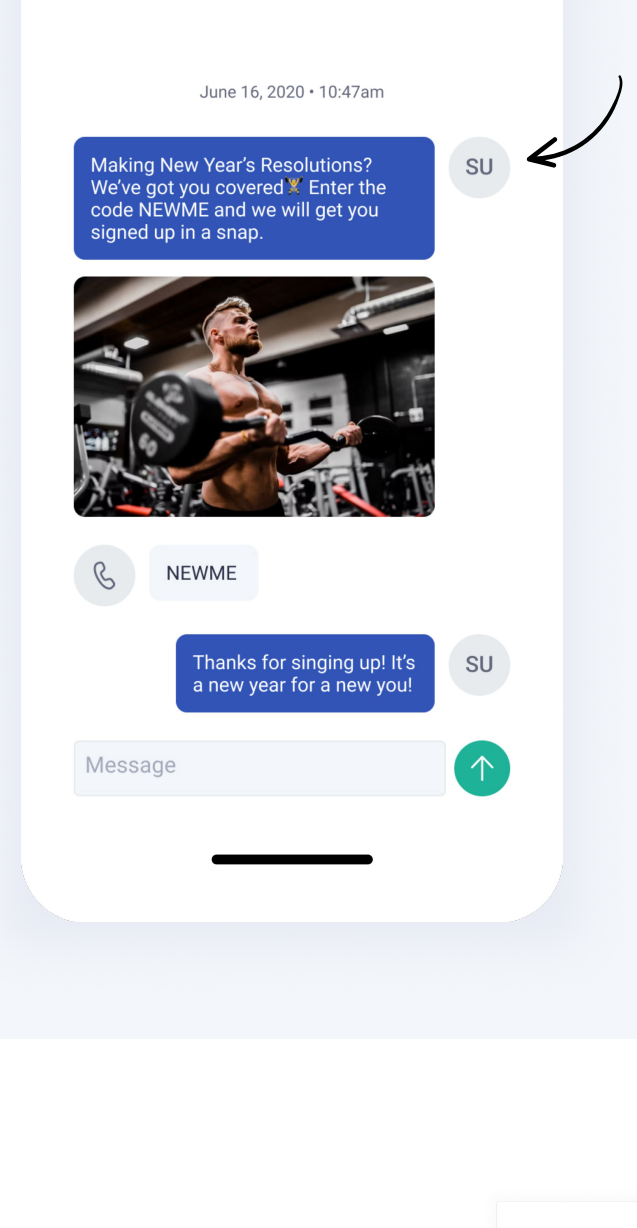 June 16, 2020 • 10:47am
Making New Year's Resolutions?
We've got you covered🏋 Enter the
code NEWME and we will get you
signed up in a snap.
SU
60
NEWME
Thanks for singing up! It's
a new year for a new you!
SU
Message